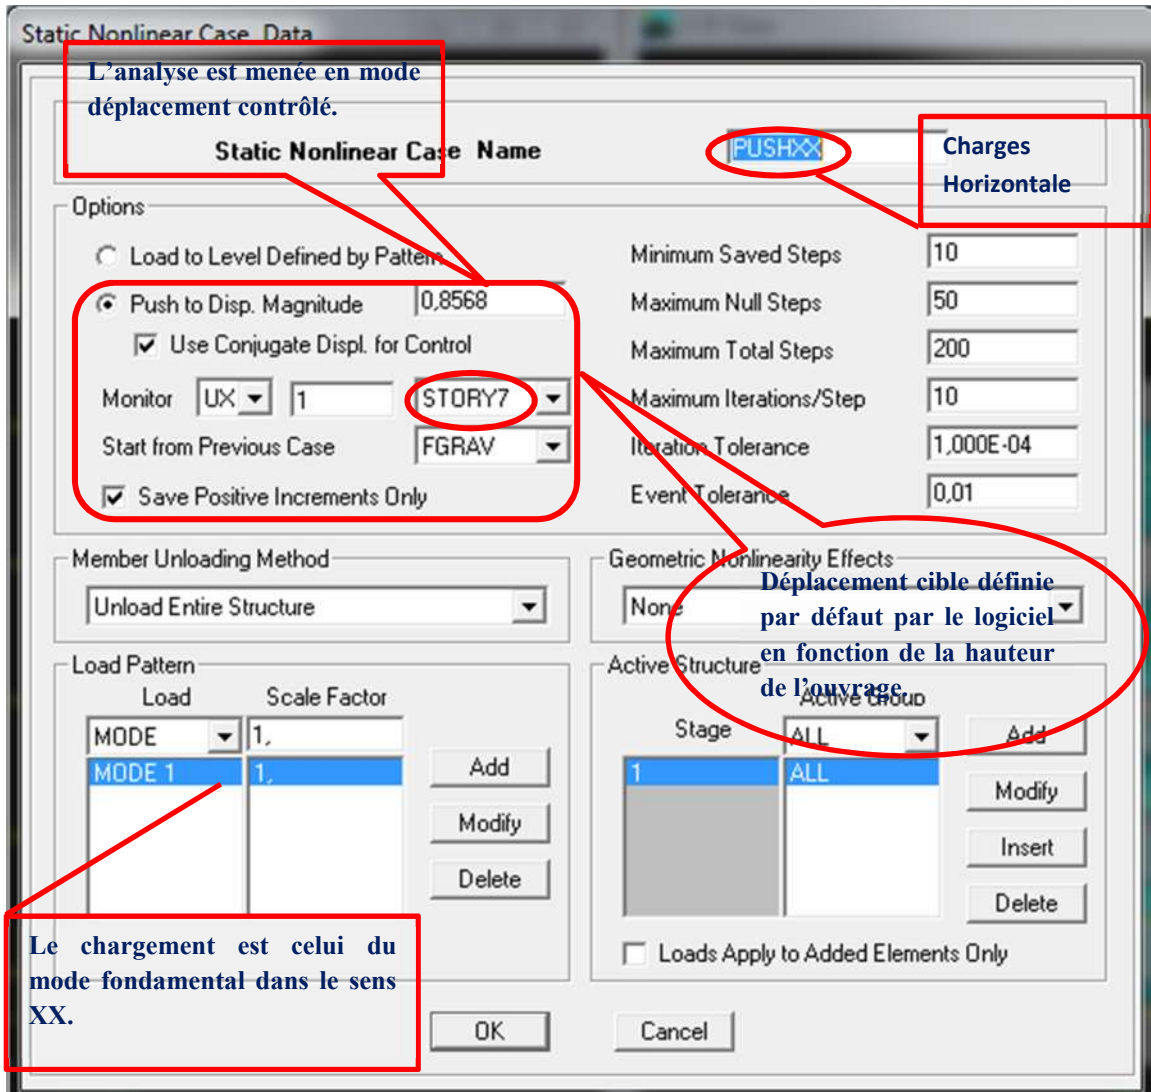 Static Nonlinear Case Data
L'analyse est menée en mode
déplacement contrôlé.
Static Nonlinear Case Name
PUSHXX
Charges
Horizontale
Options
Load to Level Defined by Pattern
Push to Disp. Magnitude
0,8568
Use Conjugate Displ. for Control
Monitor
UX
1
STORY7
Start from Previous Case
FGRAV
Save Positive Increments Only
Minimum Saved Steps
10
Maximum Null Steps
50
Maximum Total Steps
200
Maximum Iterations/Step
10
Iteration Tolerance
1,000E-04
Event Tolerance
0,01
Member Unloading Method
Unload Entire Structure
Geometric Nonlinearity Effects
None
Déplacement cible définie
par défaut par le logiciel
en fonction de la hauteur
de l'ouvrage.
Load Pattern
Load Scale Factor
MODE 1,
MODE 1 1,
Add
Modify
Delete
Active Structure
Active Group
Stage
ALL
Add
1 ALL
Modify
Insert
Delete
Loads Apply to Added Elements Only
Le chargement est celui du
mode fondamental dans le sens
XX.
OK
Cancel